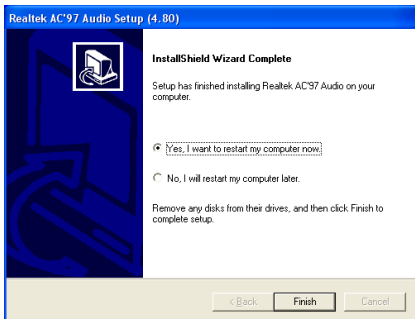 Realtek AC'97 Audio Setup (4.80)
InstallShield Wizard Complete
Setup has finished installing Realtek AC'97 Audio on your
computer.
Yes, I want to restart my computer now.
No, I will restart my computer later.
Remove any disks from their drives, and then click Finish to
complete setup.
< Back Finish Cancel